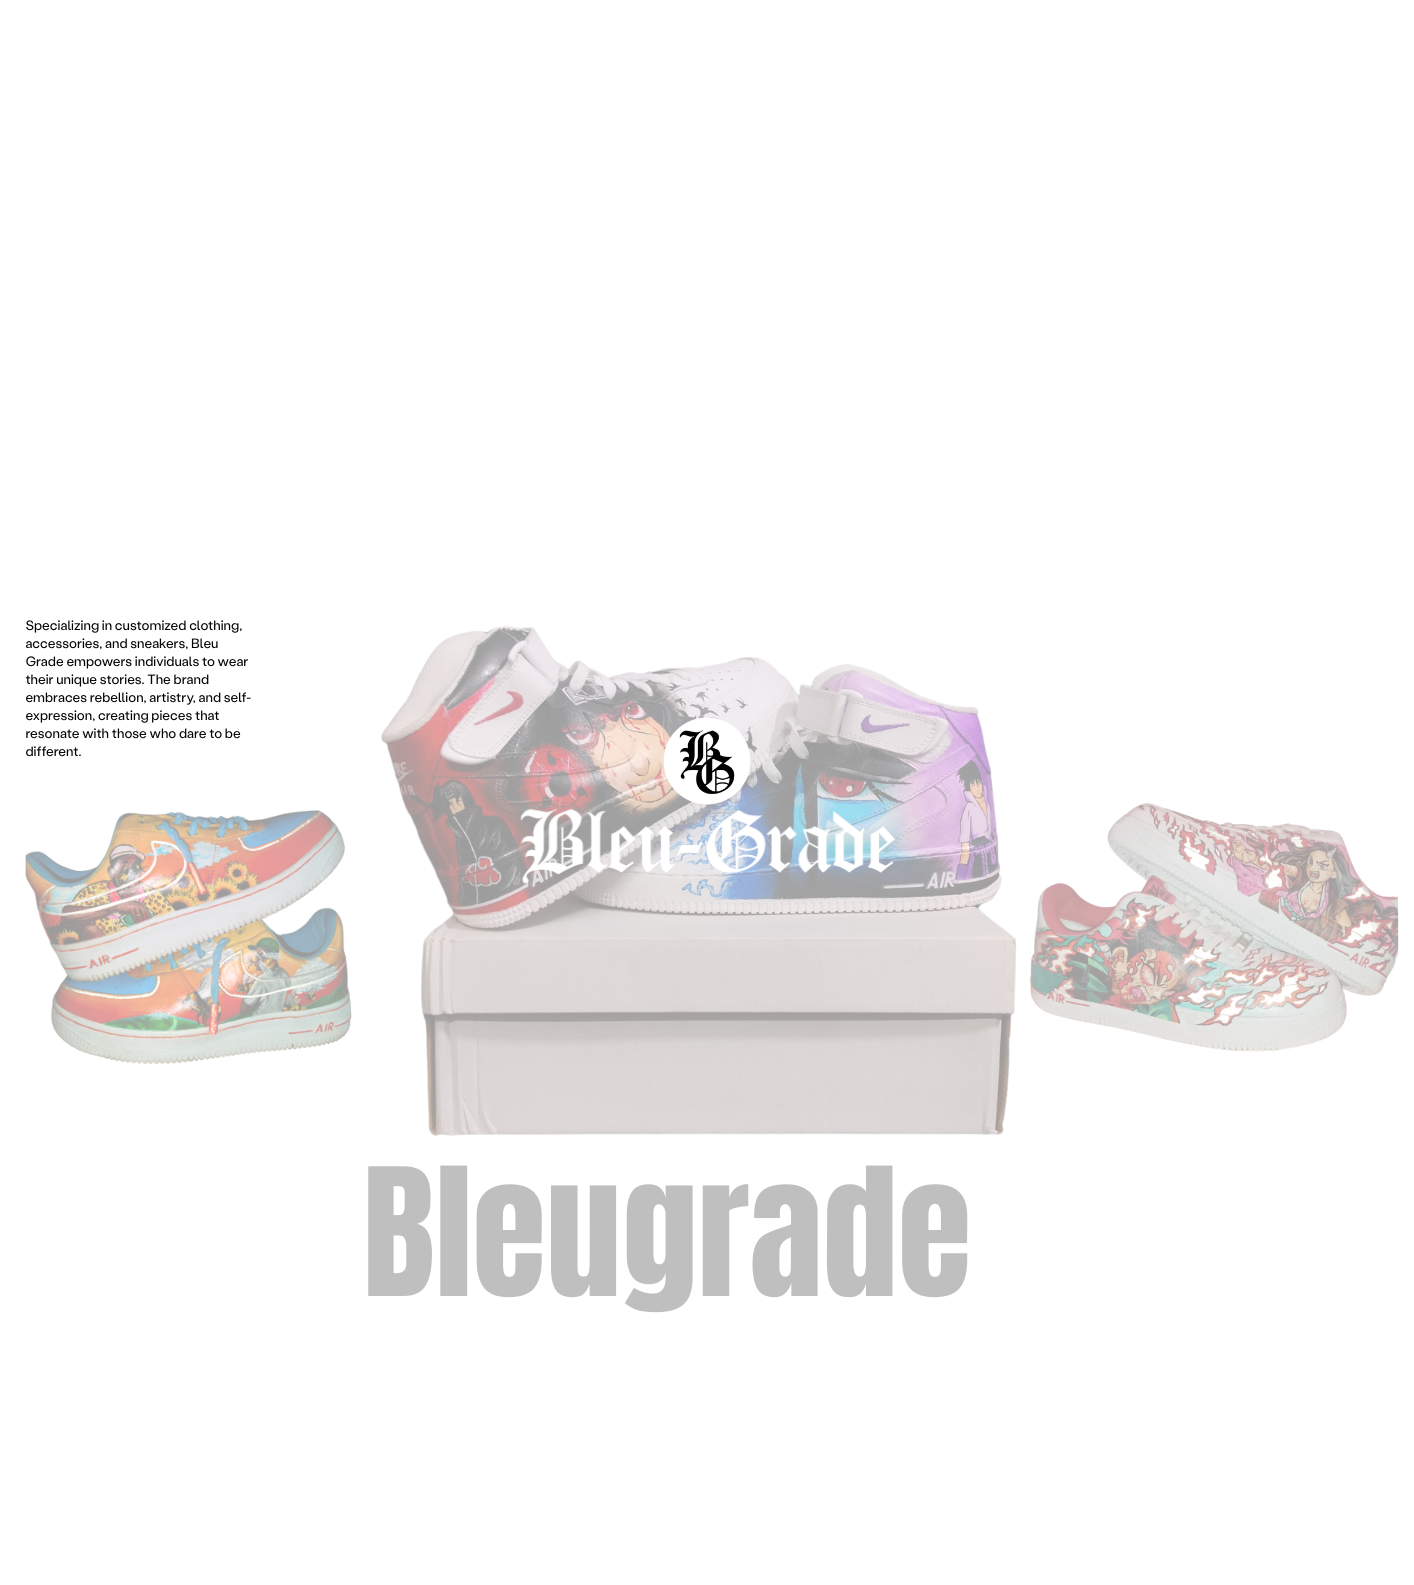 Specializing in customized clothing,
accessories, and sneakers, Bleu
Grade empowers individuals to wear
their unique stories. The brand
embraces rebellion, artistry, and self-
expression, creating pieces that
resonate with those who dare to be
different.
AIR
BG
Bleu-Grade
AIR
AIR
AIR
AIR
AIR
AIR
Bleugrade